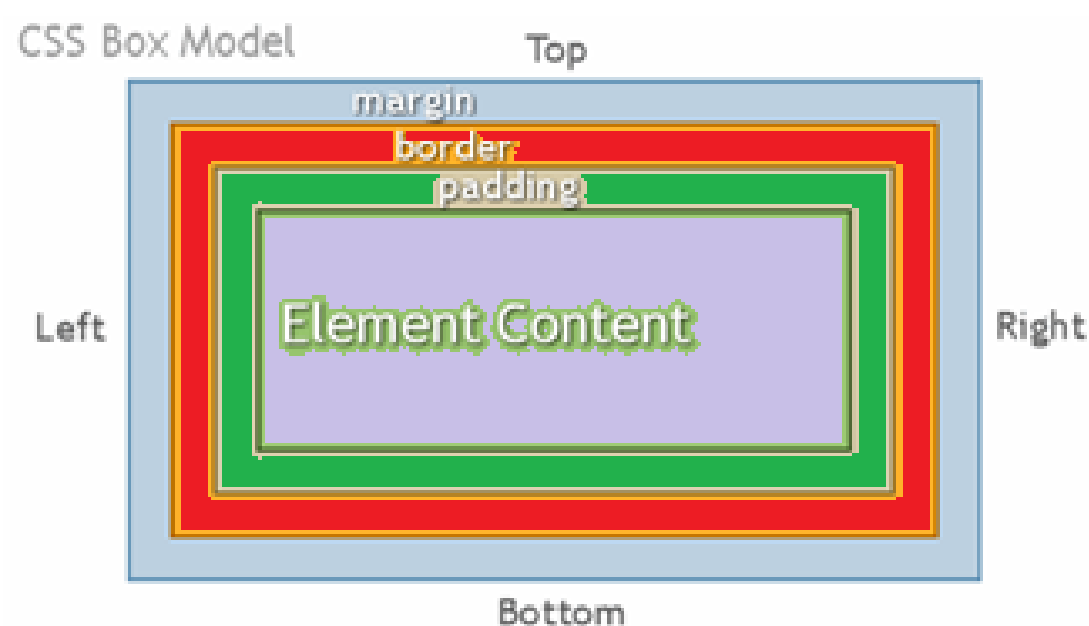 CSS Box Model
Top
margin
border
padding
Left
Element Content
Right
Bottom